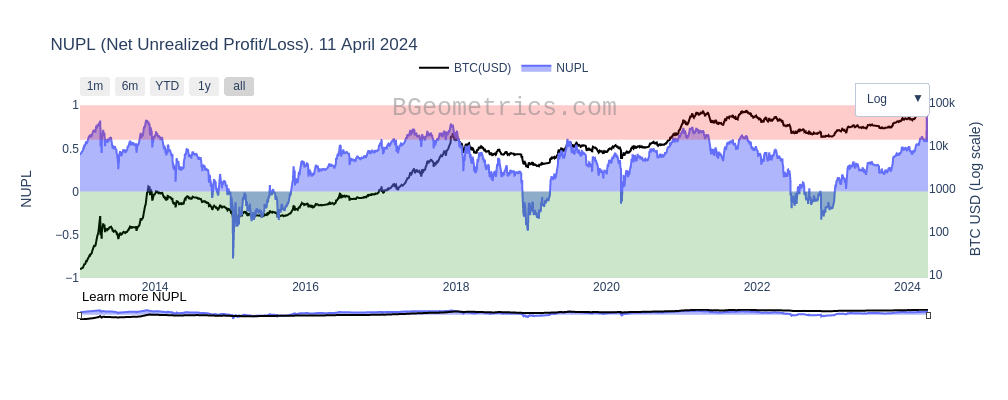 NUPL (Net Unrealized Profit/Loss). 11 April 2024
BTC(USD) NUPL
1m 6m YTD 1y all
Log ▼
BGeometrics.com
1
0.5
0
−0.5
−1
NUPL
100k
10k
1000
100
10
BTC USD (Log scale)
2014 2016 2018 2020 2022 2024
Learn more NUPL